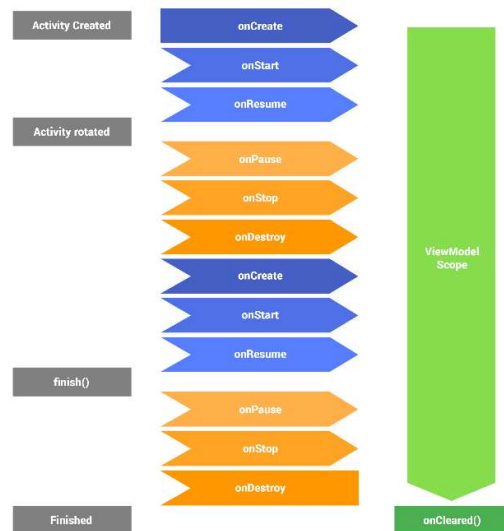 Activity Created
onCreate
onStart
onResume
Activity rotated
onPause
onStop
onDestroy
onCreate
onStart
onResume
finish()
onPause
onStop
onDestroy
Finished
ViewModel
Scope
onCleared()